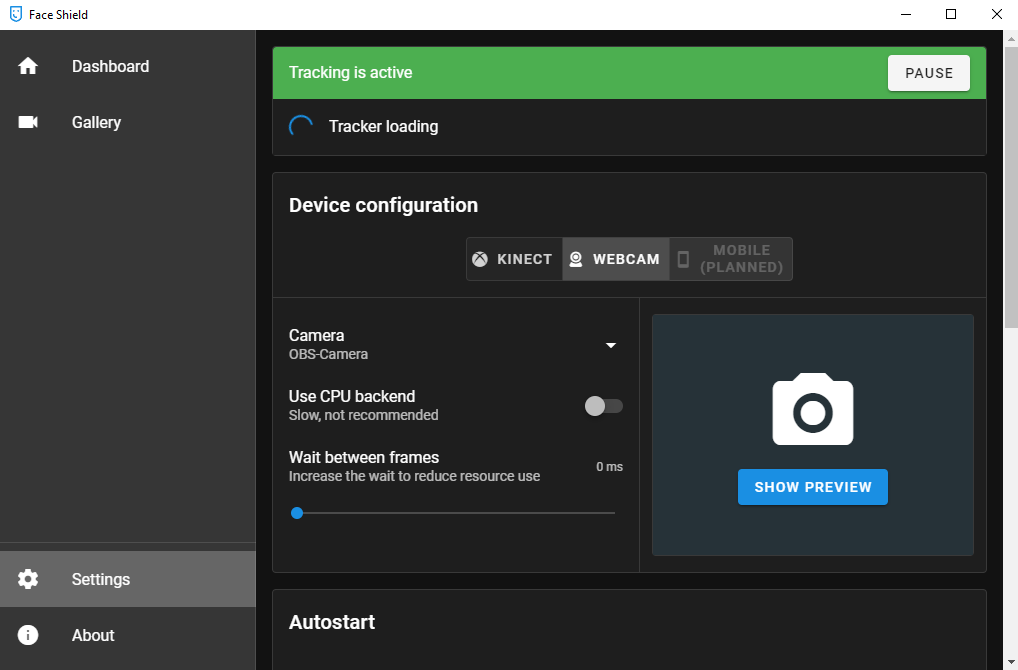 Face Shield
Dashboard
Gallery
Settings
About
Tracking is active
PAUSE
Tracker loading
Device configuration
KINECT
WEBCAM
MOBILE
(PLANNED)
Camera
OBS-Camera
Use CPU backend
Slow, not recommended
Wait between frames
Increase the wait to reduce resource use
0 ms
SHOW PREVIEW
Autostart